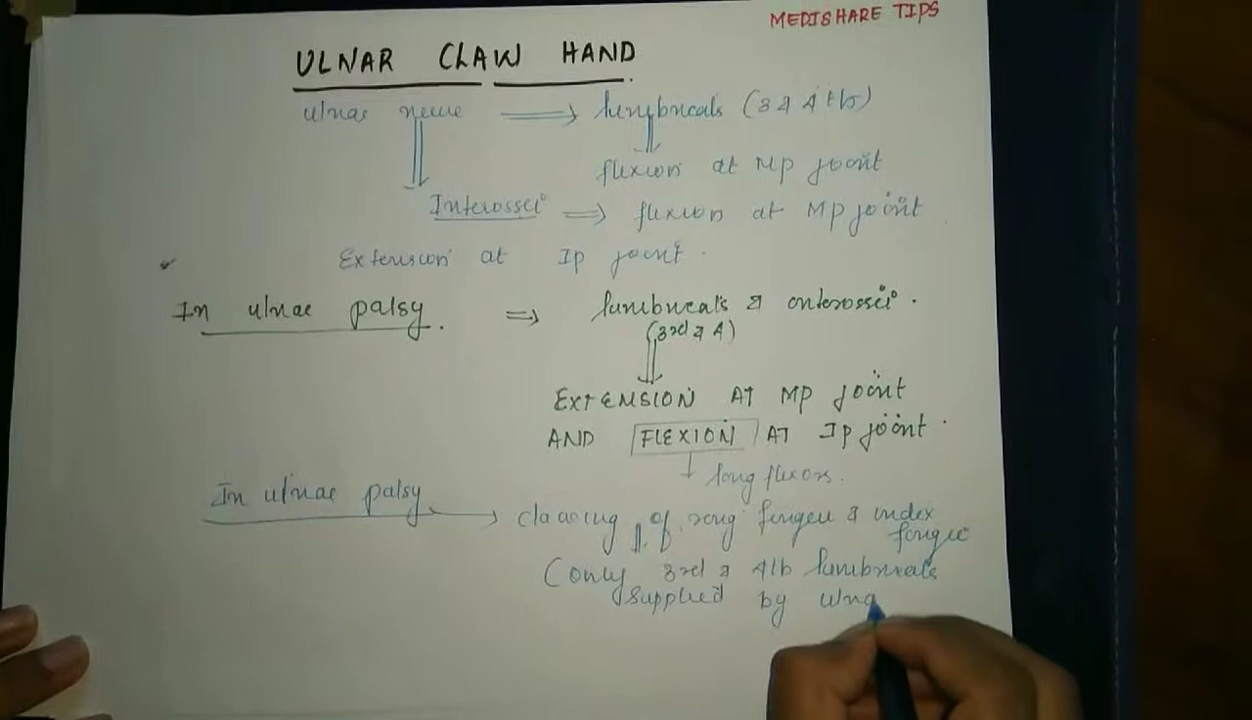 MEDISHARE TIPS
ULNAR CLAW HAND
ulnar nerve ⇒ lumbricals (3 & 4th)
flexion at MP joint
Interossei ⇒ flexion at MP joint
Extension at Ip joint.
In ulnar palsy. ⇒ lumbricals & interossei.
(3rd & 4)
EXTENSION AT MP joint
AND FLEXION AT IP joint.
long flexors.
In ulnar palsy → clawing of ring finger & index
finger
(only 3rd & 4th lumbricals
supplied by ulna